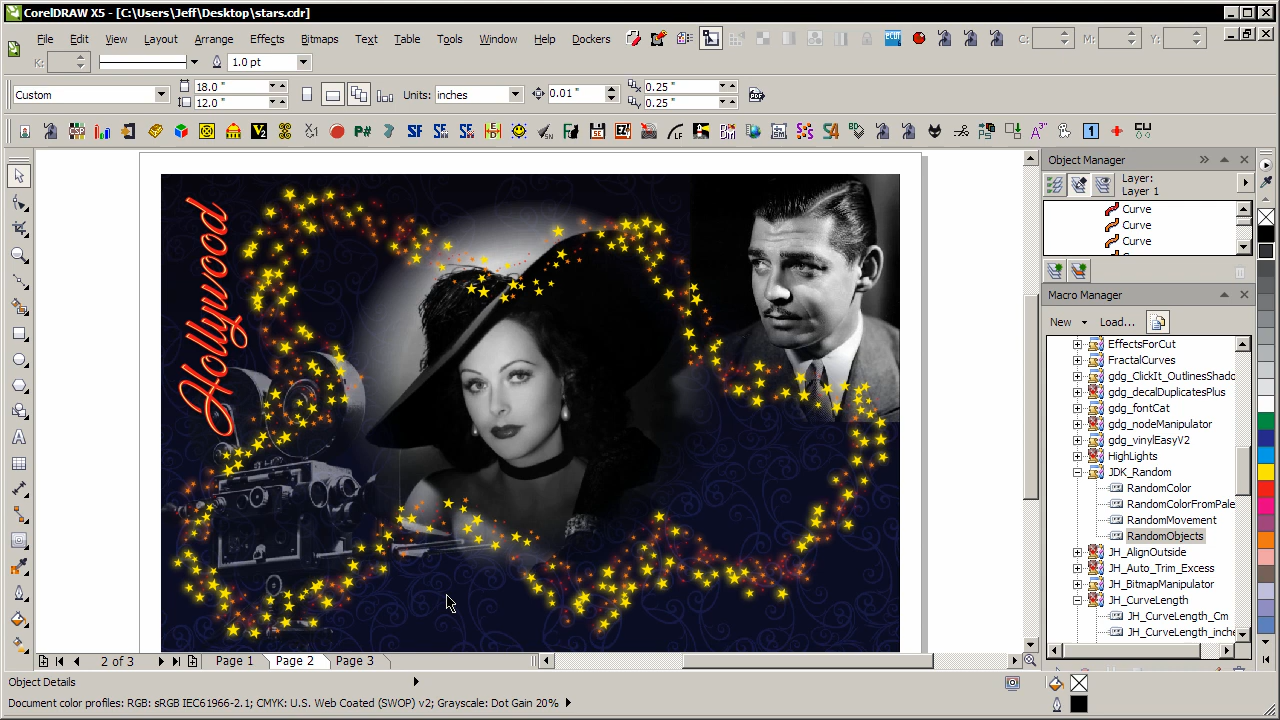 CorelDRAW X5 - [C:\Users\Jeff\Desktop\stars.cdr]
File Edit View Layout Arrange Effects Bitmaps Text Table Tools Window Help Dockers C: M: Y:
K: 1.0 pt
Custom 18.0 " 12.0 " Units: inches 0.01 " 0.25 " 0.25 "
Object Manager
Layer:
Layer 1
Curve
Curve
Curve
Macro Manager
New Load...
EffectsForCut
FractalCurves
gdg_ClickIt_OutlinesShado
gdg_decalDuplicatesPlus
gdg_fontCat
gdg_nodeManipulator
gdg_vinylEasyV2
HighLights
JDK_Random
RandomColor
RandomColorFromPale
RandomMovement
RandomObjects
JH_AlignOutside
JH_Auto_Trim_Excess
JH_BitmapManipulator
JH_CurveLength
JH_CurveLength_Cm
JH_CurveLength_inche
Hollywood
2 of 3 Page 1 Page 2 Page 3
Object Details
Document color profiles: RGB: sRGB IEC61966-2.1; CMYK: U.S. Web Coated (SWOP) v2; Grayscale: Dot Gain 20%